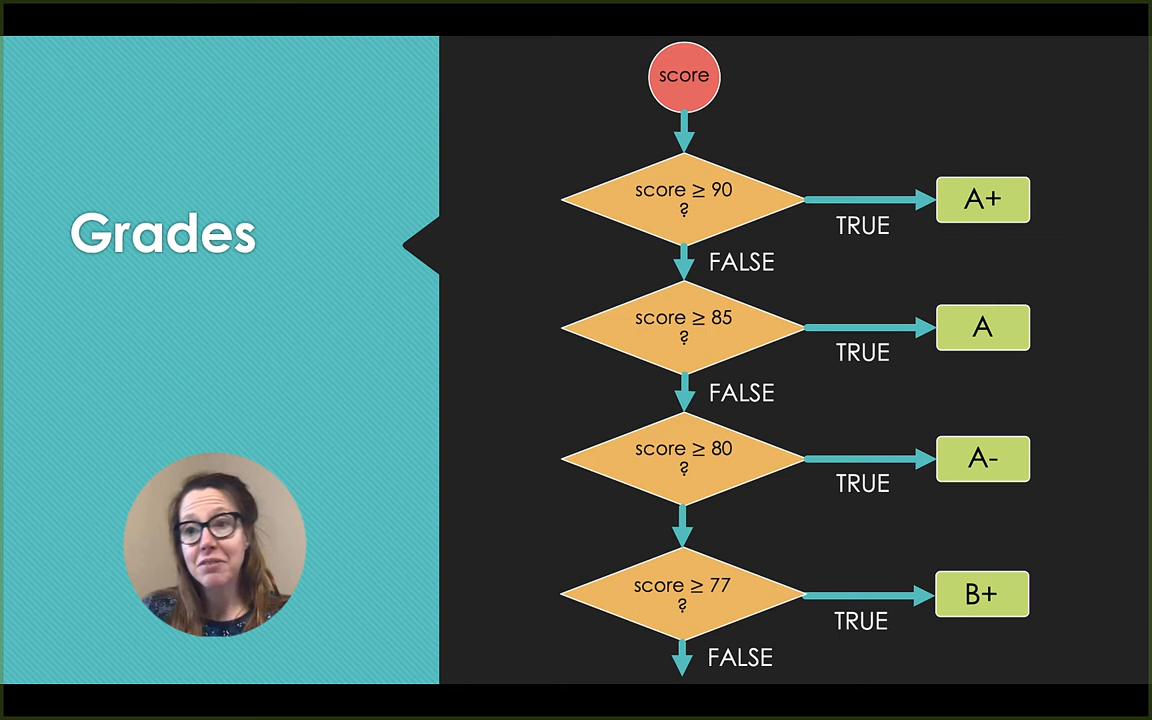 Grades
score
score ≥ 90
?
TRUE
A+
FALSE
score ≥ 85
?
TRUE
A
FALSE
score ≥ 80
?
TRUE
A-
score ≥ 77
?
TRUE
B+
FALSE